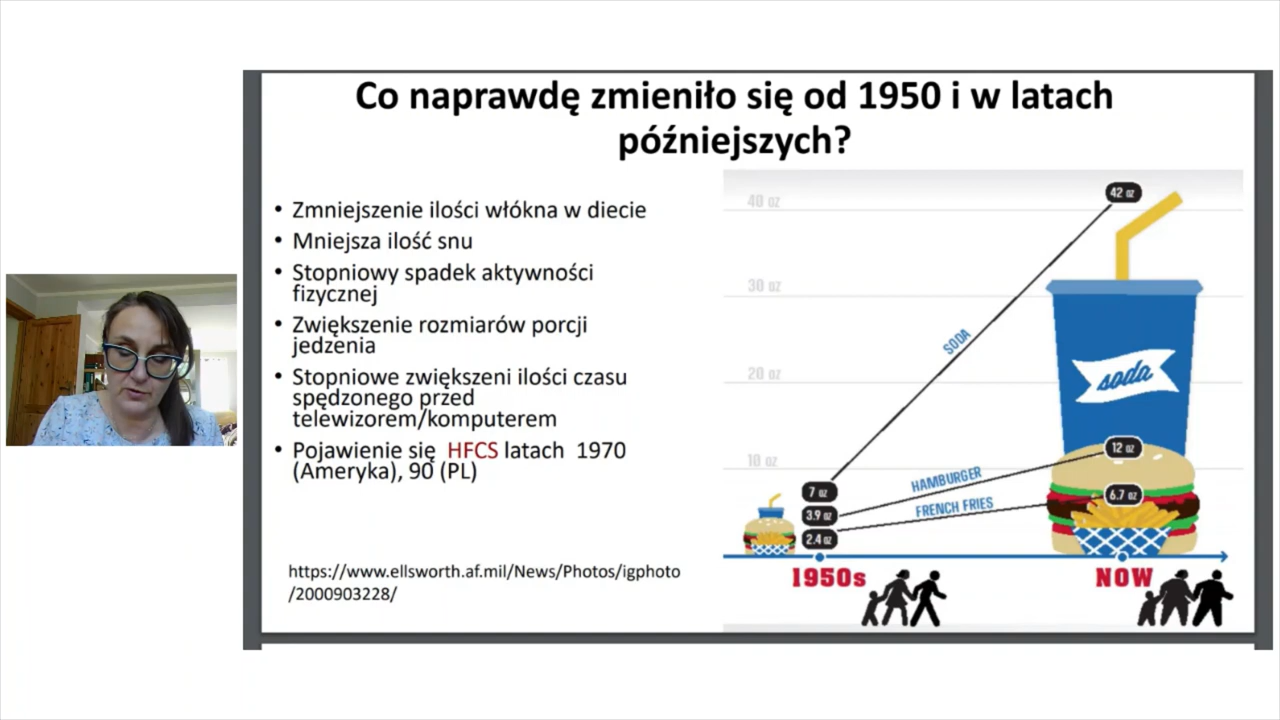 Co naprawdę zmieniło się od 1950 i w latach
późniejszych?
• Zmniejszenie ilości włókna w diecie
• Mniejsza ilość snu
• Stopniowy spadek aktywności
fizycznej
• Zwiększenie rozmiarów porcji
jedzenia
• Stopniowe zwiększeni ilości czasu
spędzonego przed
telewizorem/komputerem
• Pojawienie się HFCS latach 1970
(Ameryka), 90 (PL)
https://www.ellsworth.af.mil/News/Photos/igphoto
/2000903228/
40 oz
30 oz
20 oz
10 oz
42 oz
SODA
soda
12 oz
HAMBURGER
6.7 oz
FRENCH FRIES
7 oz
3.9 oz
2.4 oz
1950s
NOW